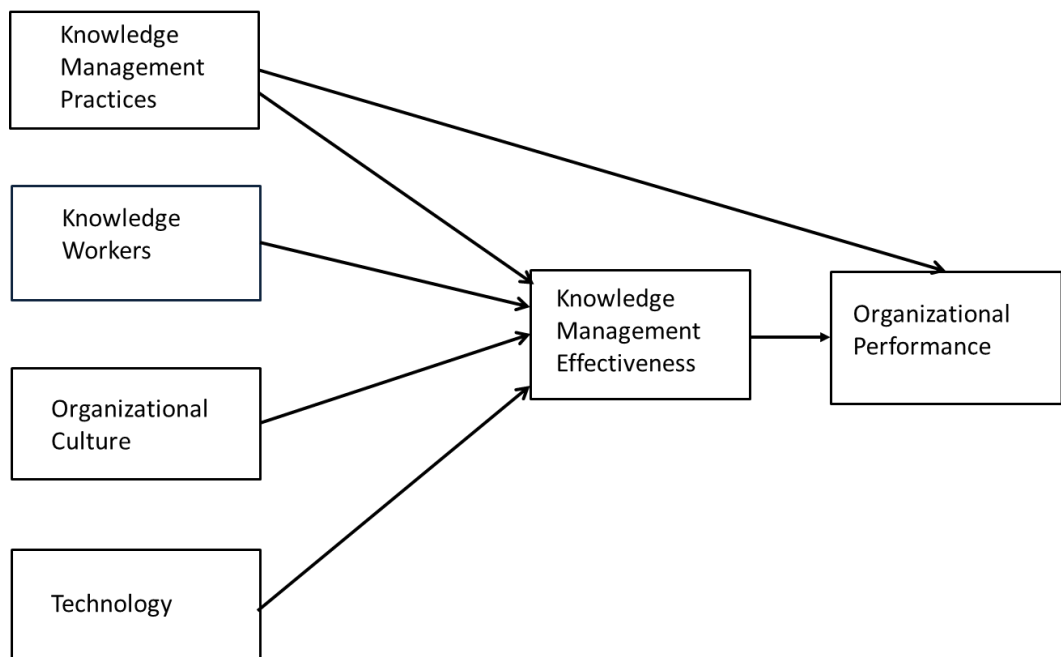 Knowledge
Management
Practices
Knowledge
Workers
Organizational
Culture
Technology
Knowledge
Management
Effectiveness
Organizational
Performance